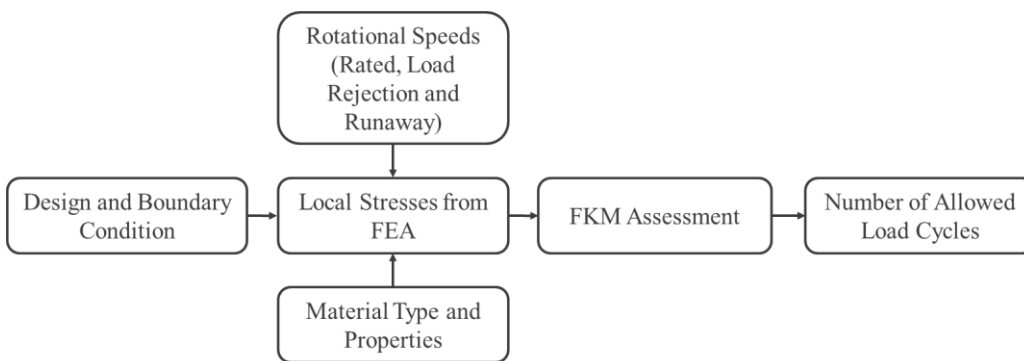 Rotational Speeds
(Rated, Load
Rejection and
Runaway)
Design and Boundary
Condition
Local Stresses from
FEA
FKM Assessment
Number of Allowed
Load Cycles
Material Type and
Properties